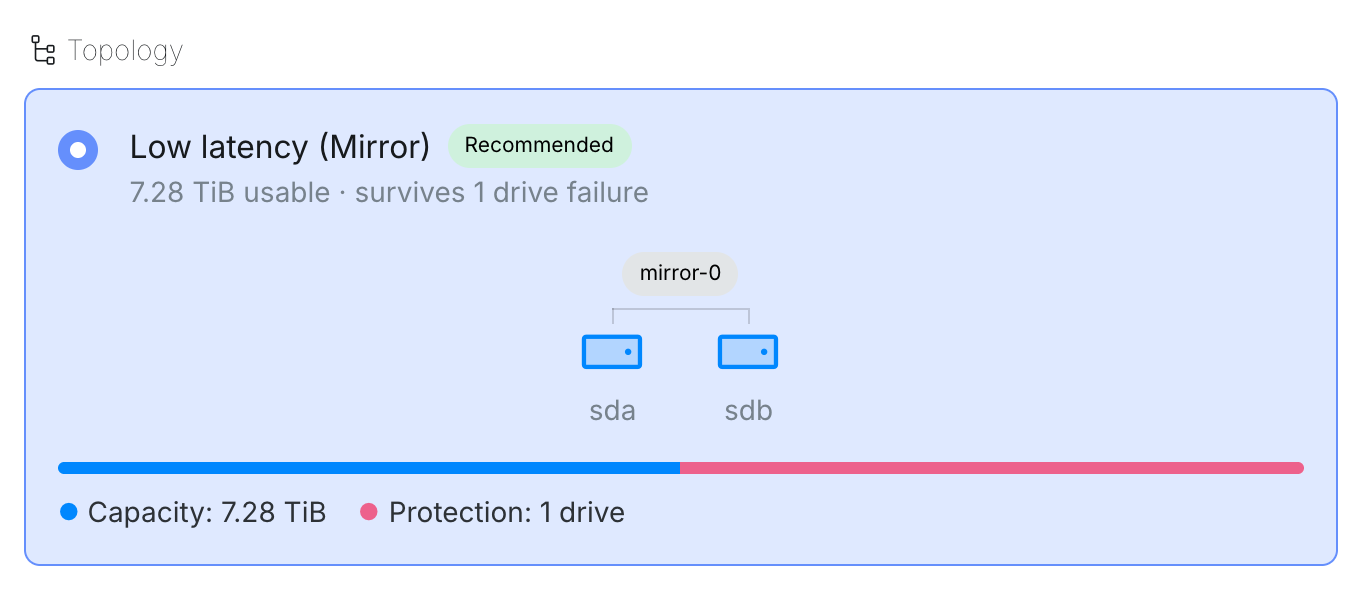 Topology
Low latency (Mirror) Recommended
7.28 TiB usable · survives 1 drive failure
mirror-0
sda sdb
Capacity: 7.28 TiB Protection: 1 drive